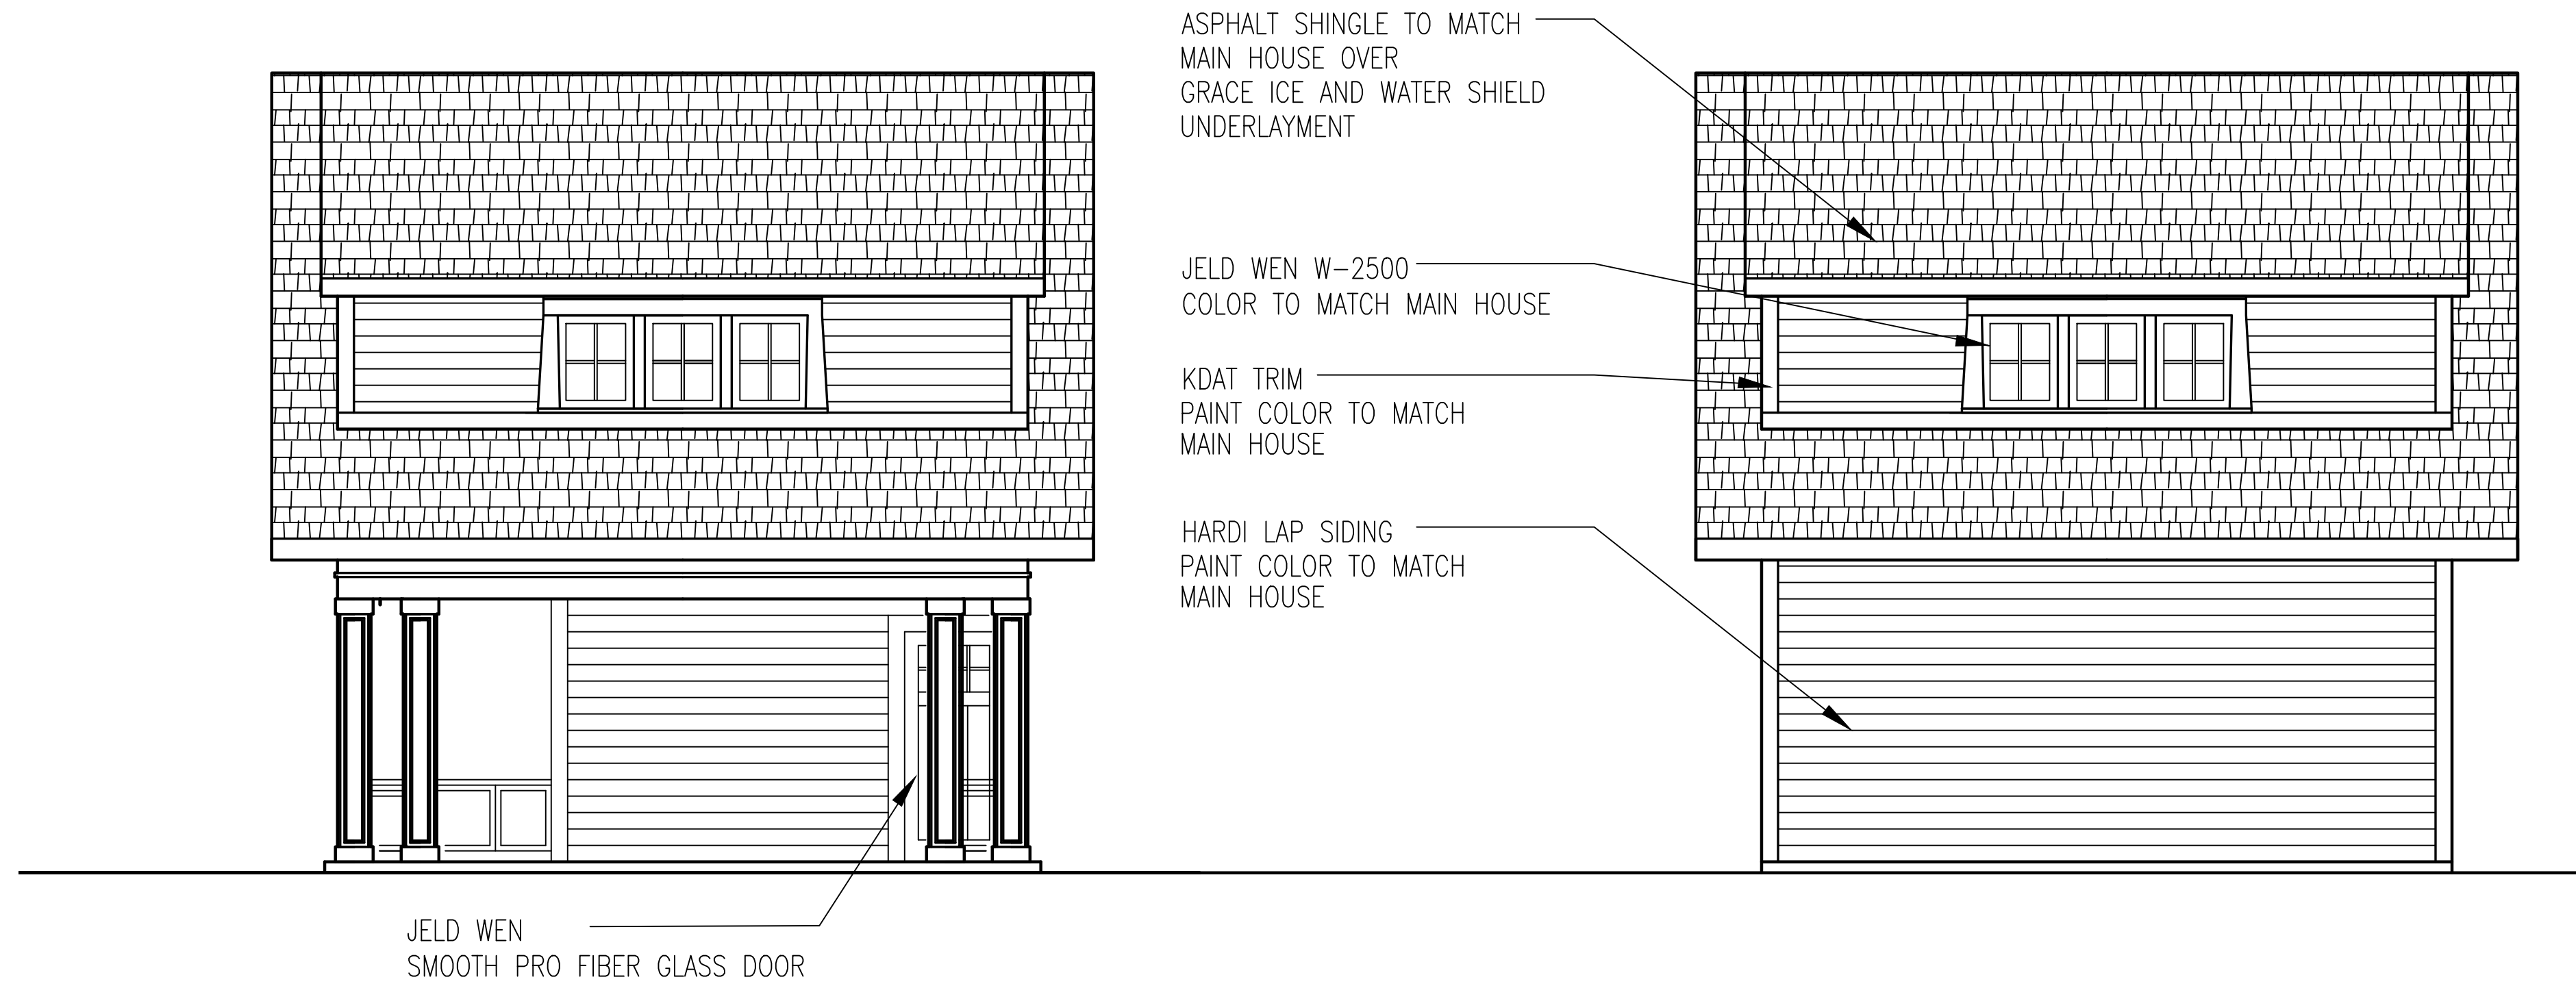 ASPHALT SHINGLE TO MATCH
MAIN HOUSE OVER
GRACE ICE AND WATER SHIELD
UNDERLAYMENT
JELD WEN W-2500
COLOR TO MATCH MAIN HOUSE
KDAT TRIM
PAINT COLOR TO MATCH
MAIN HOUSE
HARDI LAP SIDING
PAINT COLOR TO MATCH
MAIN HOUSE
JELD WEN
SMOOTH PRO FIBER GLASS DOOR